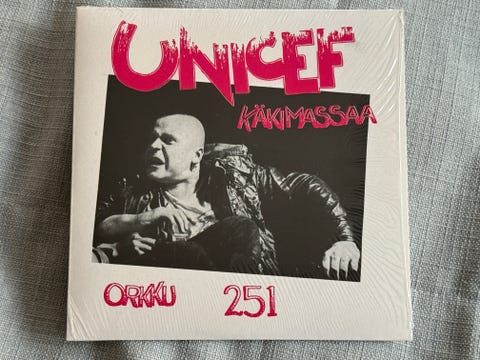 UNICEF
KÄKIMASSAA
ORKKU 251